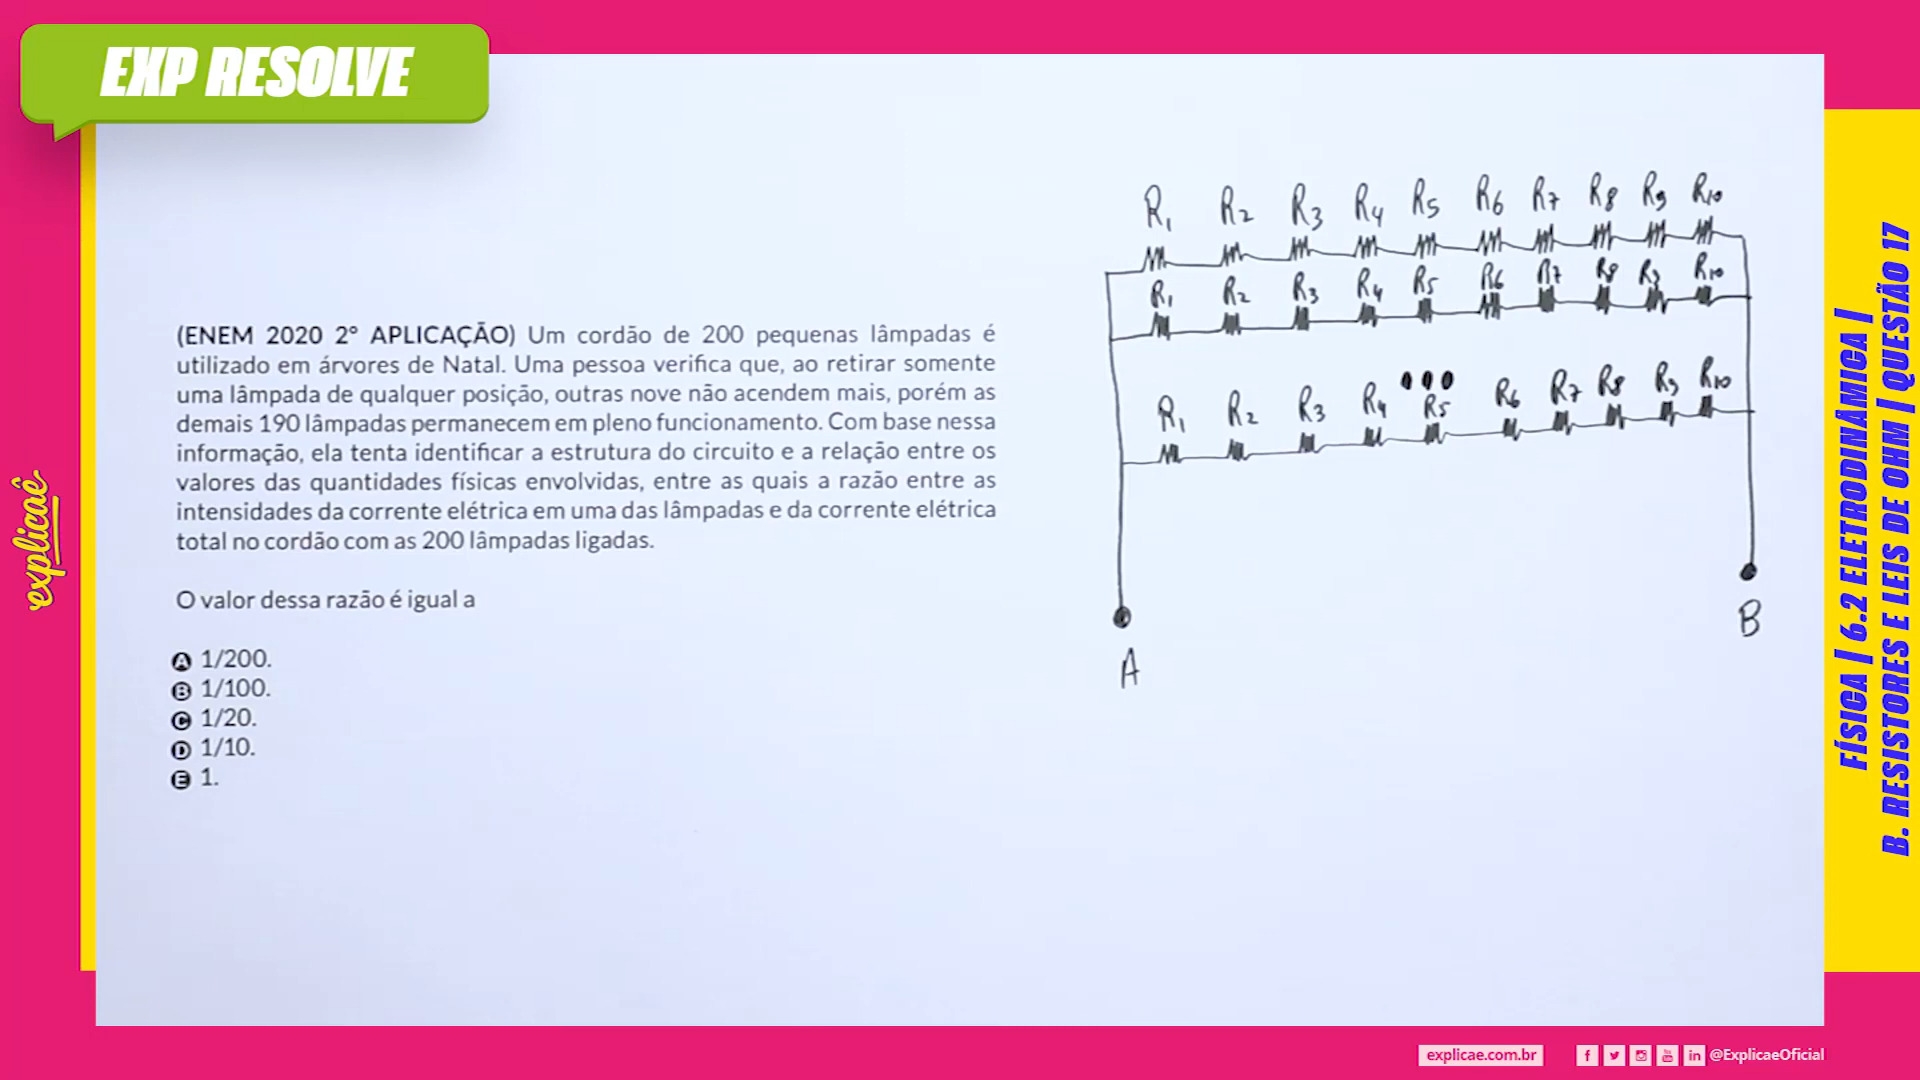 EXP RESOLVE
(ENEM 2020 2º APLICAÇÃO) Um cordão de 200 pequenas lâmpadas é
utilizado em árvores de Natal. Uma pessoa verifica que, ao retirar somente
uma lâmpada de qualquer posição, outras nove não acendem mais, porém as
demais 190 lâmpadas permanecem em pleno funcionamento. Com base nessa
informação, ela tenta identificar a estrutura do circuito e a relação entre os
valores das quantidades físicas envolvidas, entre as quais a razão entre as
intensidades da corrente elétrica em uma das lâmpadas e da corrente elétrica
total no cordão com as 200 lâmpadas ligadas.
O valor dessa razão é igual a
A 1/200.
B 1/100.
C 1/20.
D 1/10.
E 1.
R1 R2 R3 R4 R5 R6 R7 R8 R9 R10
R1 R2 R3 R4 R5 R6 R7 R8 R9 R10
R1 R2 R3 R4 R5 R6 R7 R8 R9 R10
A
B
explicaê
FÍSICA | 6.2 ELETRODINÂMICA |
B. RESISTORES E LEIS DE OHM | QUESTÃO 17
explicae.com.br
@ExplicaeOficial